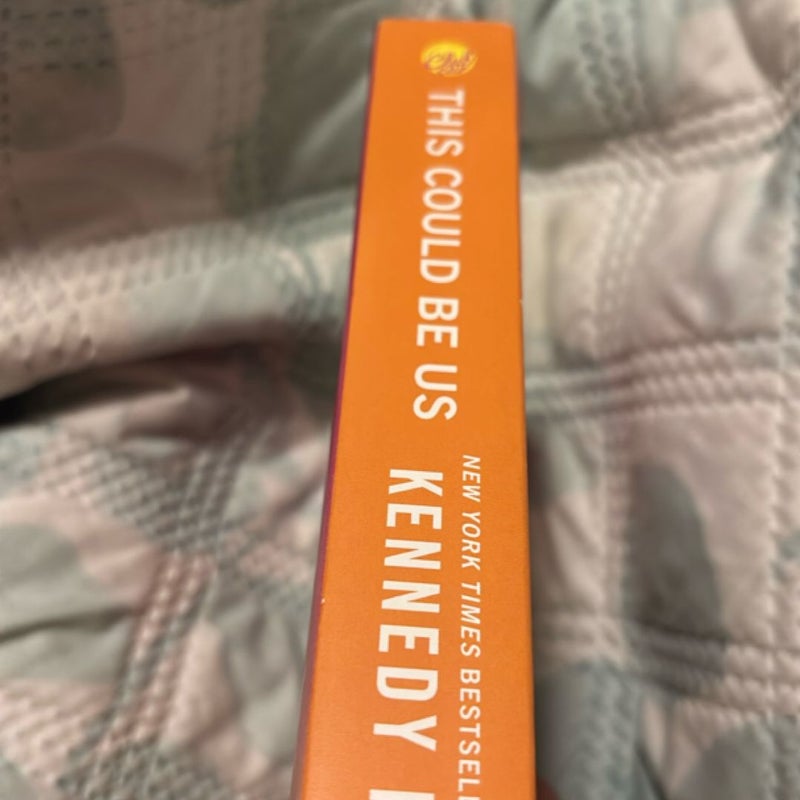 THIS COULD BE US
NEW YORK TIMES BESTSELL
KENNEDY